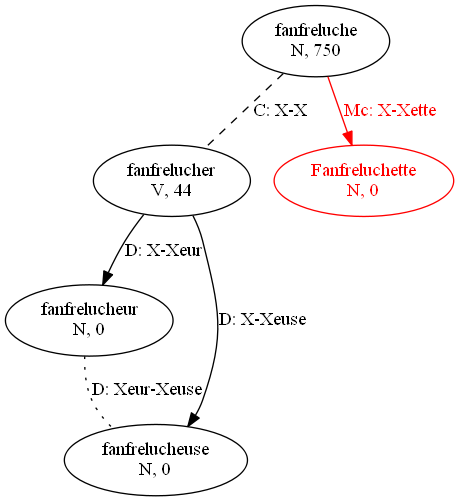 fanfreluche
N, 750
C: X-X
Mc: X-Xette
fanfrelucher
V, 44
Fanfreluchette
N, 0
D: X-Xeur
fanfrelucheur
N, 0
D: X-Xeuse
D: Xeur-Xeuse
fanfrelucheuse
N, 0